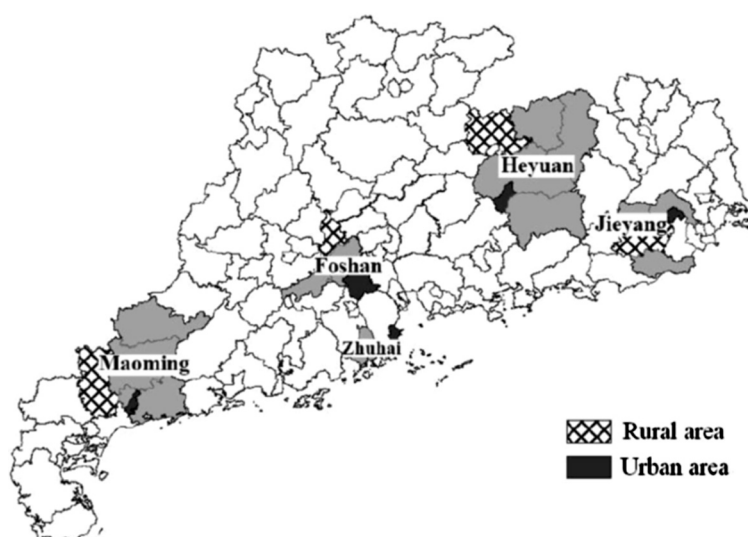 Heyuan
Jieyang
Foshan
Zhuhai
Maoming
Rural area
Urban area